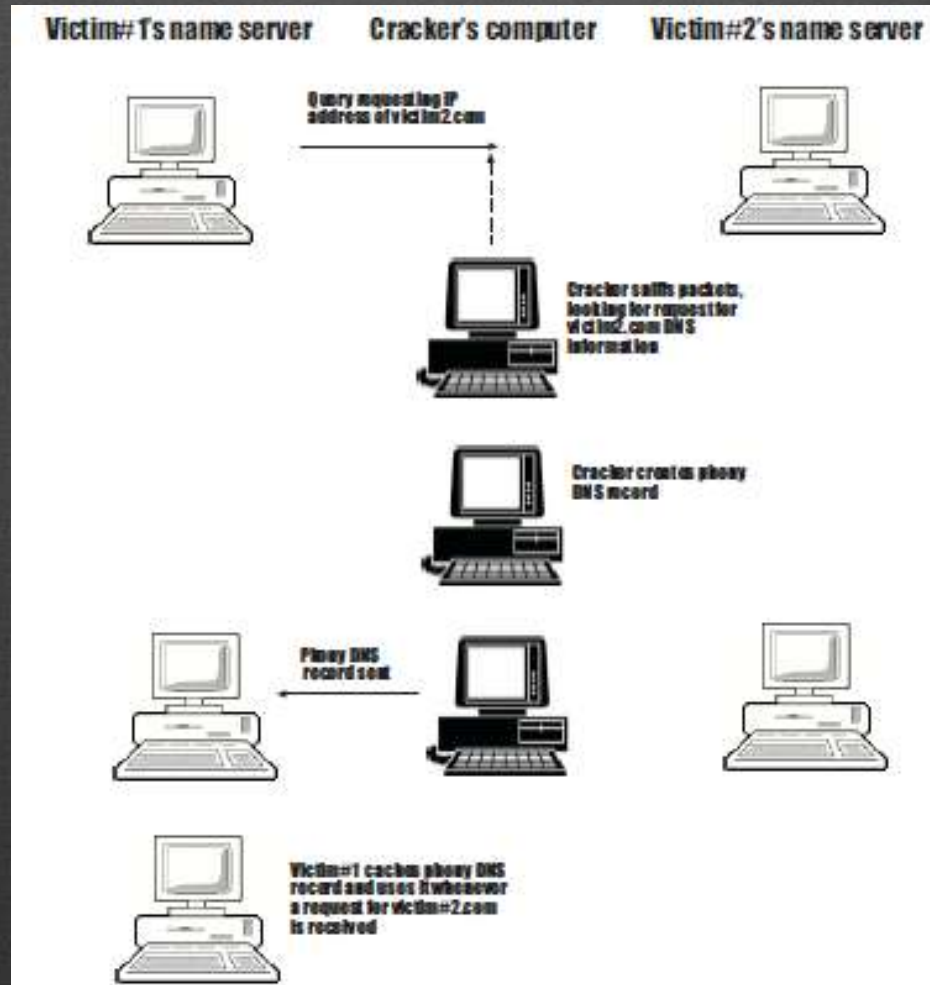 Victim#1's name server
Cracker's computer
Victim#2's name server
Query requesting IP
address of victim2.com
Cracker sniffs packets,
looking for request for
victim2.com DNS
information
Cracker creates phony
DNS record
Phony DNS
record sent
Victim#1 caches phony DNS
record and uses it whenever
a request for victim#2.com
is received